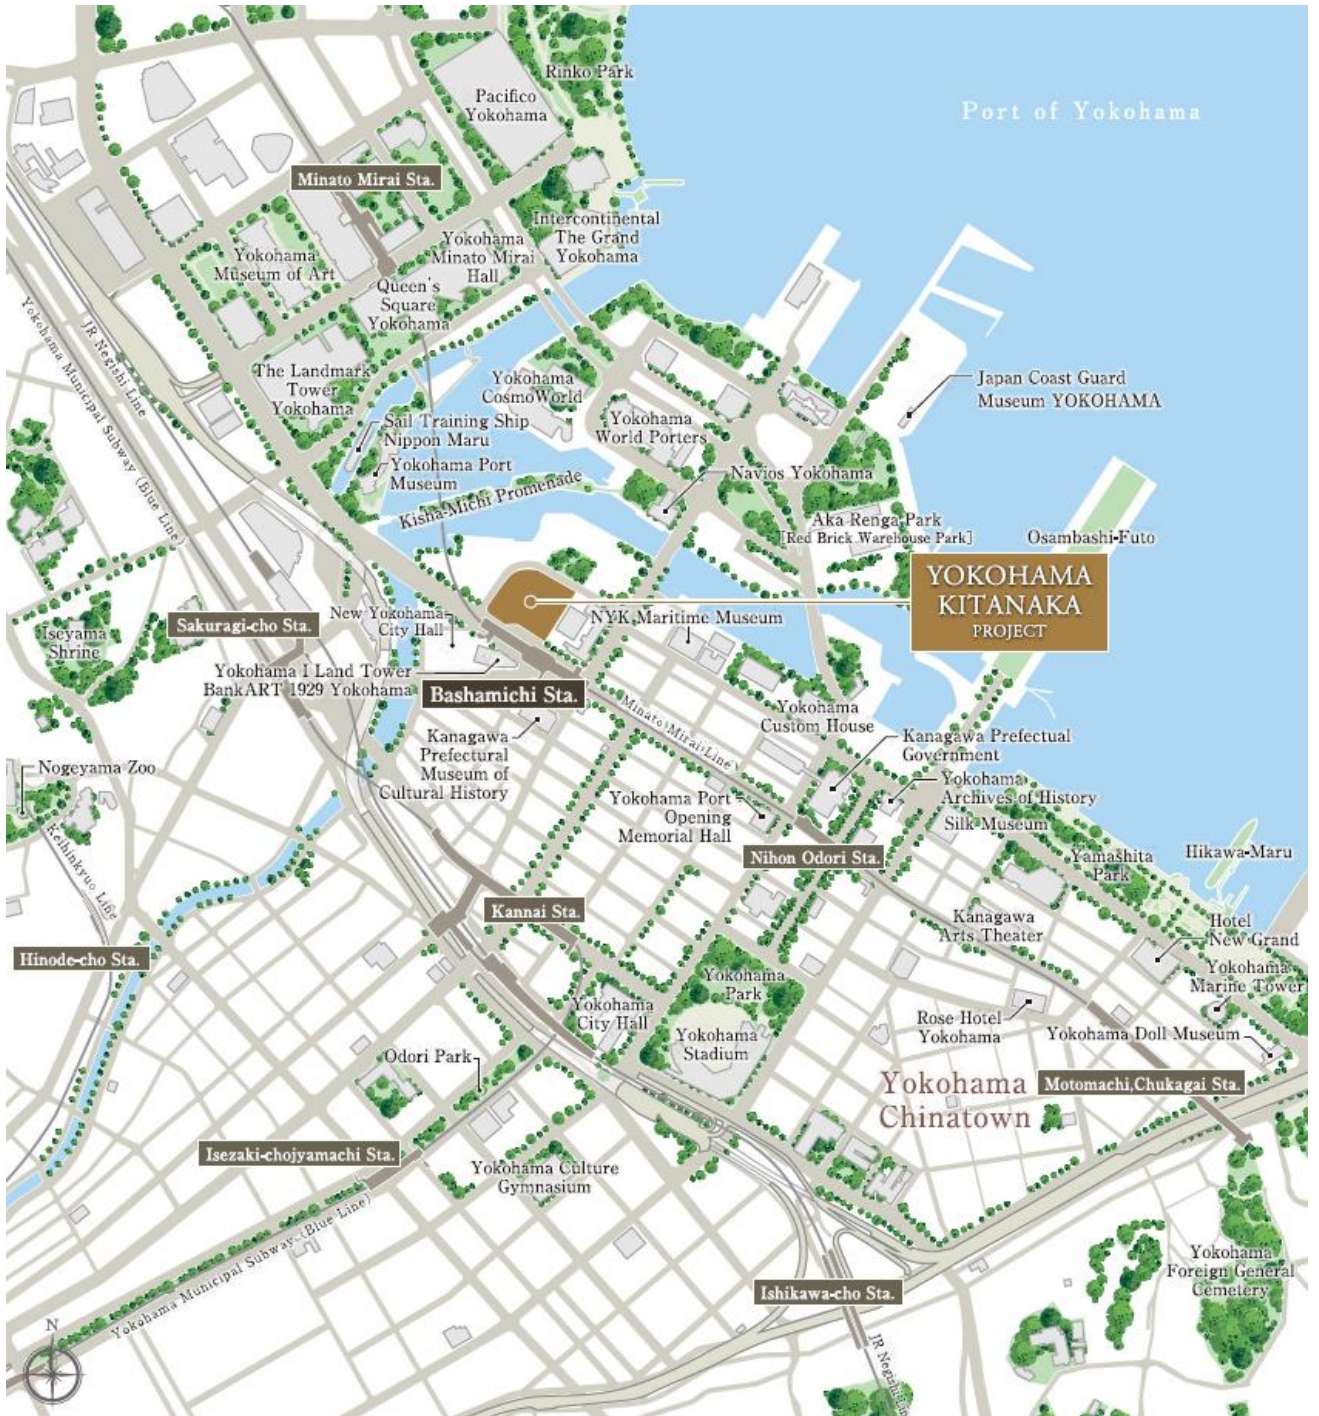 Rinko Park
Pacifico
Yokohama
Port of Yokohama
Minato Mirai Sta.
Intercontinental
The Grand
Yokohama
Yokohama
Minato Mirai
Hall
Yokohama
Museum of Art
Queen's
Square
Yokohama
Yokohama Municipal Subway (Blue Line)
JR Negishi Line
The Landmark
Tower
Yokohama
Yokohama
CosmoWorld
Japan Coast Guard
Museum YOKOHAMA
Sail Training Ship
Nippon Maru
Yokohama
World Porters
Yokohama Port
Museum
Navios Yokohama
Kisha-Michi Promenade
Aka Renga Park
[Red Brick Warehouse Park]
Osambashi-Futo
YOKOHAMA
KITANAKA
PROJECT
Sakuragi-cho Sta.
New Yokohama
City Hall
NYK Maritime Museum
Iseyama
Shrine
Yokohama I Land Tower
BankART 1929 Yokohama
Bashamichi Sta.
Minato Mirai Line
Yokohama
Custom House
Kanagawa
Prefectural
Museum of
Cultural History
Kanagawa Prefectual
Government
Nogeyama Zoo
Yokohama
Archives of History
Yokohama Port
Opening
Memorial Hall
Silk Museum
Keihinkyuo Line
Nihon Odori Sta.
Yamashita
Park
Hikawa-Maru
Kannai Sta.
Kanagawa
Arts Theater
Hotel
New Grand
Hinode-cho Sta.
Yokohama
Park
Yokohama
Marine Tower
Yokohama
City Hall
Rose Hotel
Yokohama
Yokohama
Stadium
Yokohama Doll Museum
Odori Park
Yokohama
Chinatown
Motomachi,Chukagai Sta.
Isezaki-chojyamachi Sta.
Yokohama Culture
Gymnasium
Yokohama Municipal Subway (Blue Line)
Yokohama
Foreign General
Cemetery
Ishikawa-cho Sta.
JR Negishi Lin
N